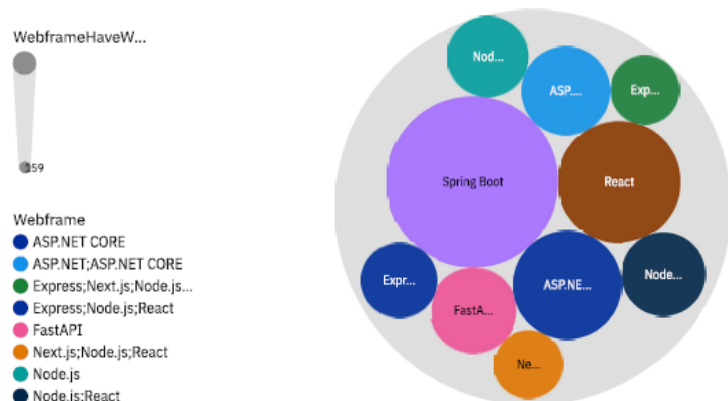 WebframeHaveW...
159
Webframe
ASP.NET CORE
ASP.NET;ASP.NET CORE
Express;Next.js;Node.js...
Express;Node.js;React
FastAPI
Next.js;Node.js;React
Node.js
Node.js;React
Nod...
ASP....
Exp...
Spring Boot
React
Expr...
FastA...
ASP.NE...
Node...
Ne...